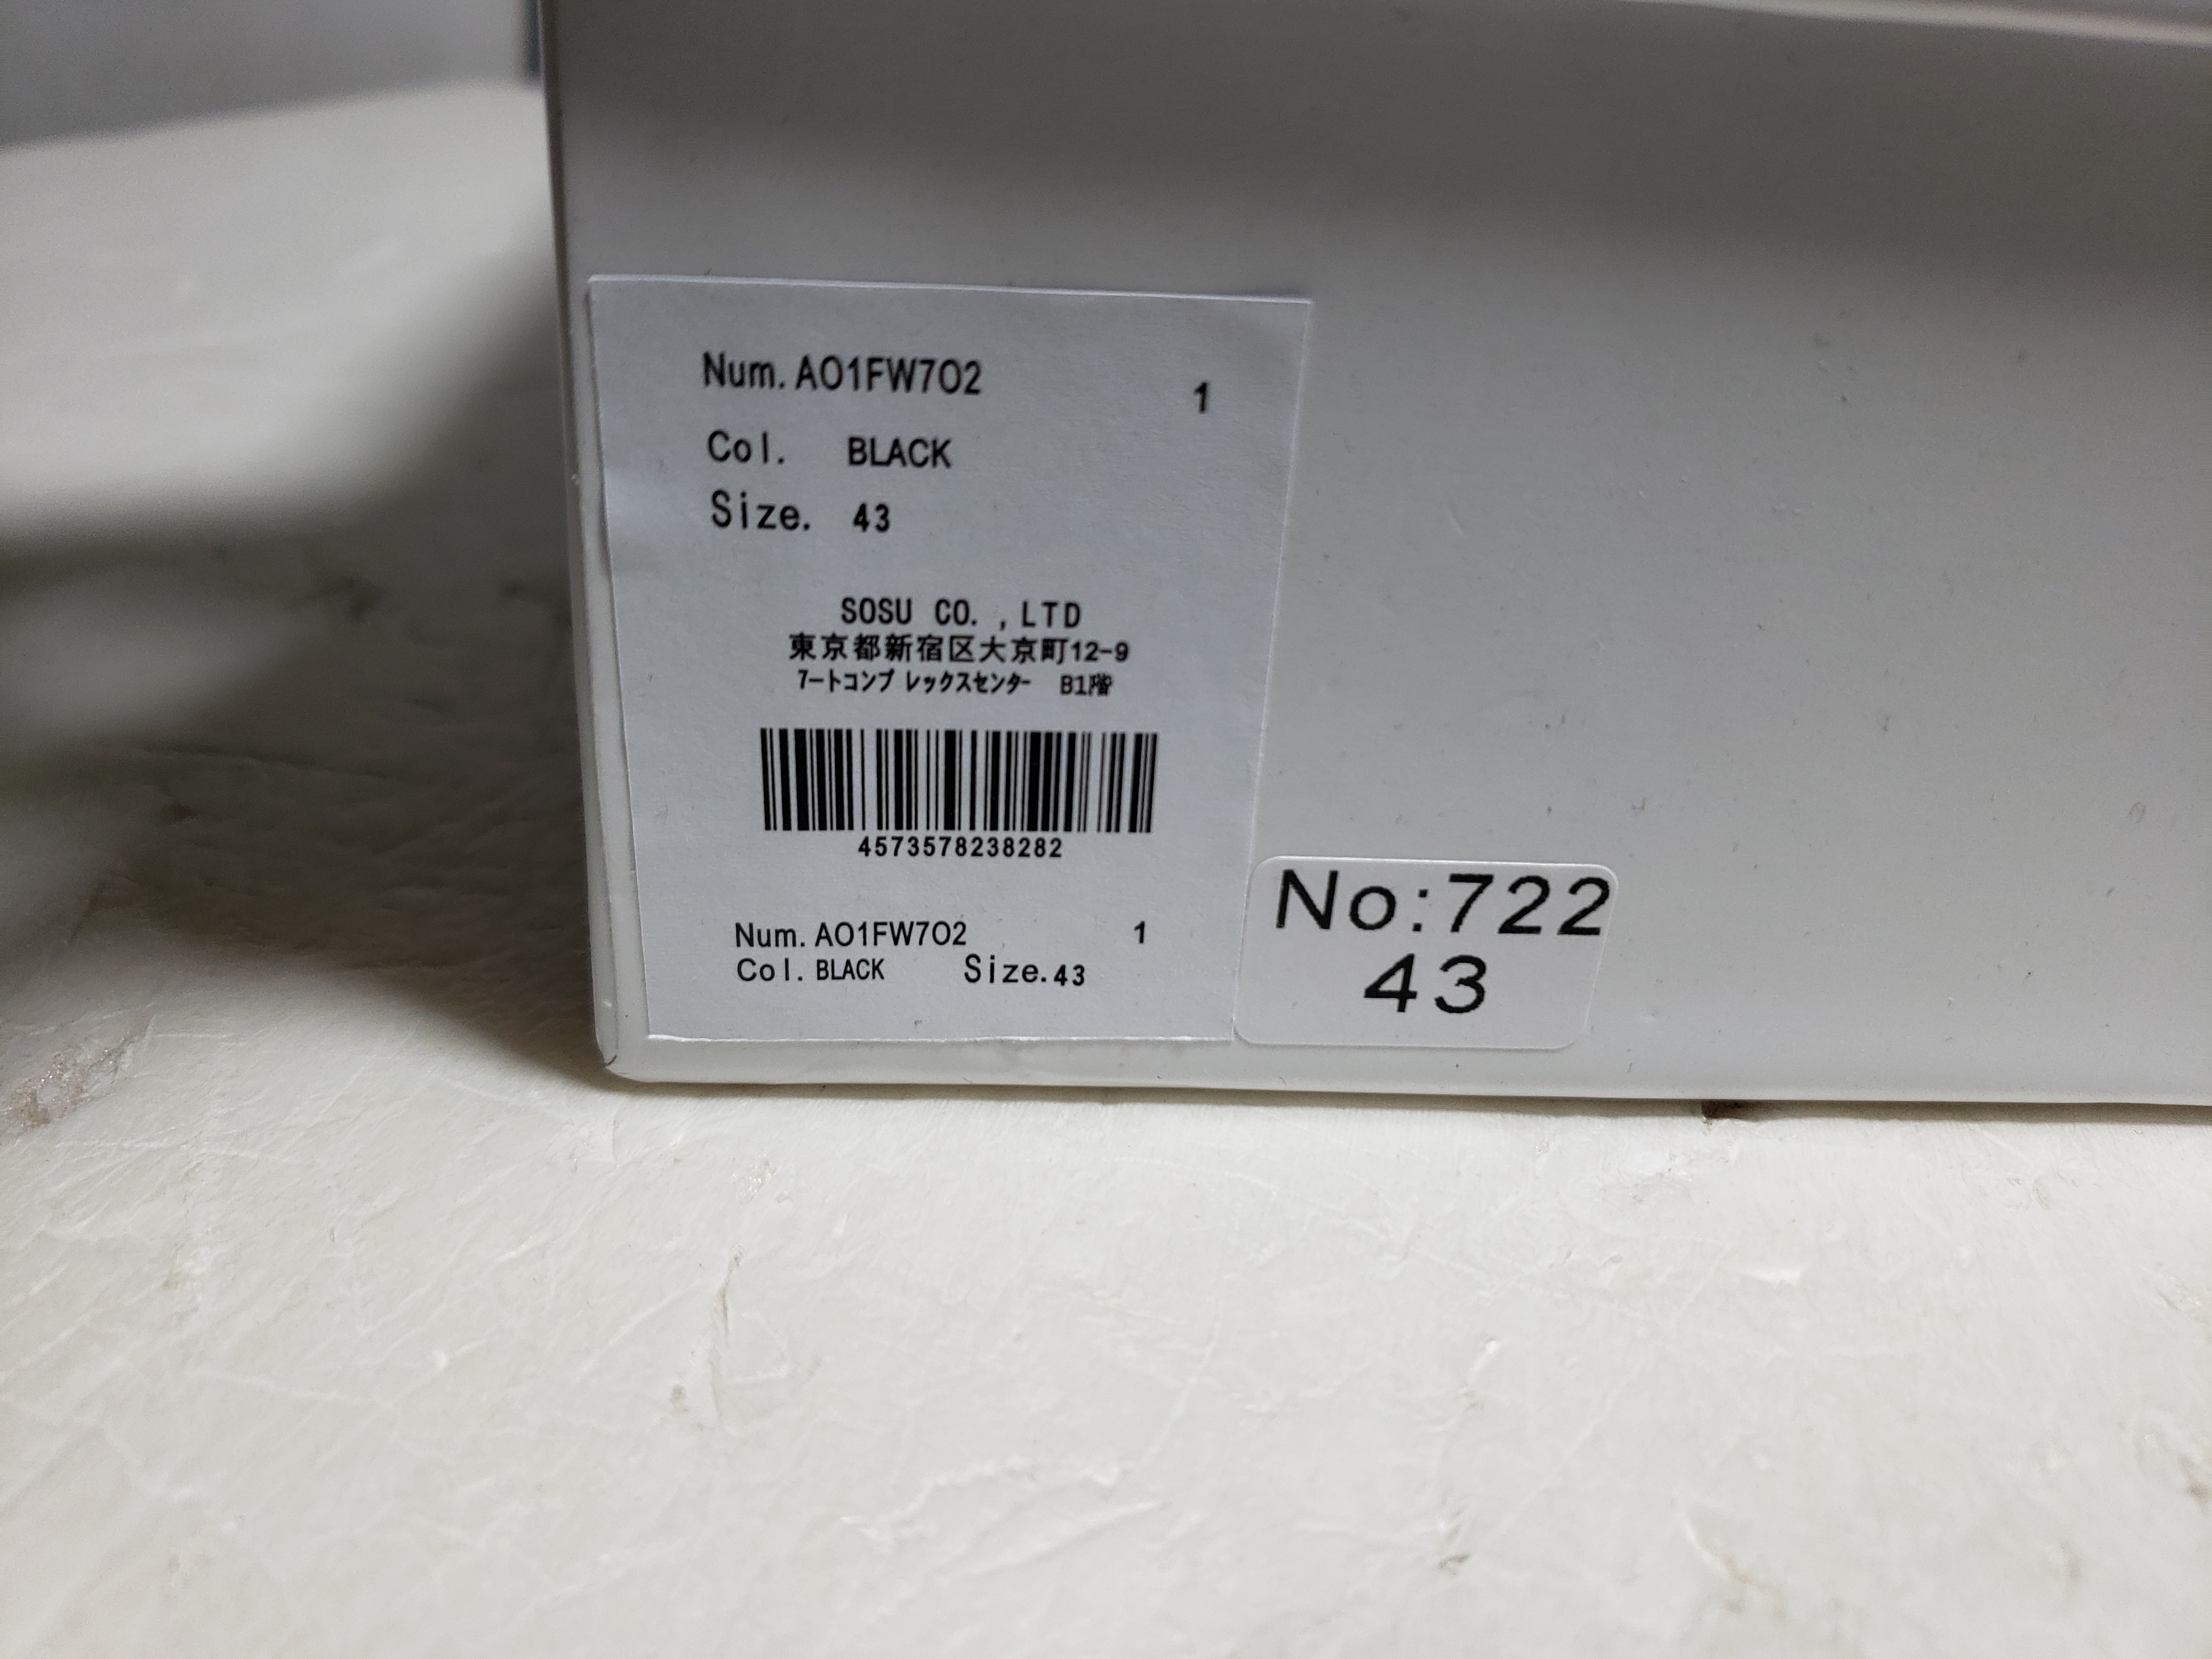 Num. AO1FW7O2 1
Col. BLACK
Size. 43
SOSU CO. , LTD
東京都新宿区大京町12-9
7ートコンプ レックスセンター B1階
4573578238282
Num. AO1FW7O2 1
Col. BLACK Size. 43
No:722
43